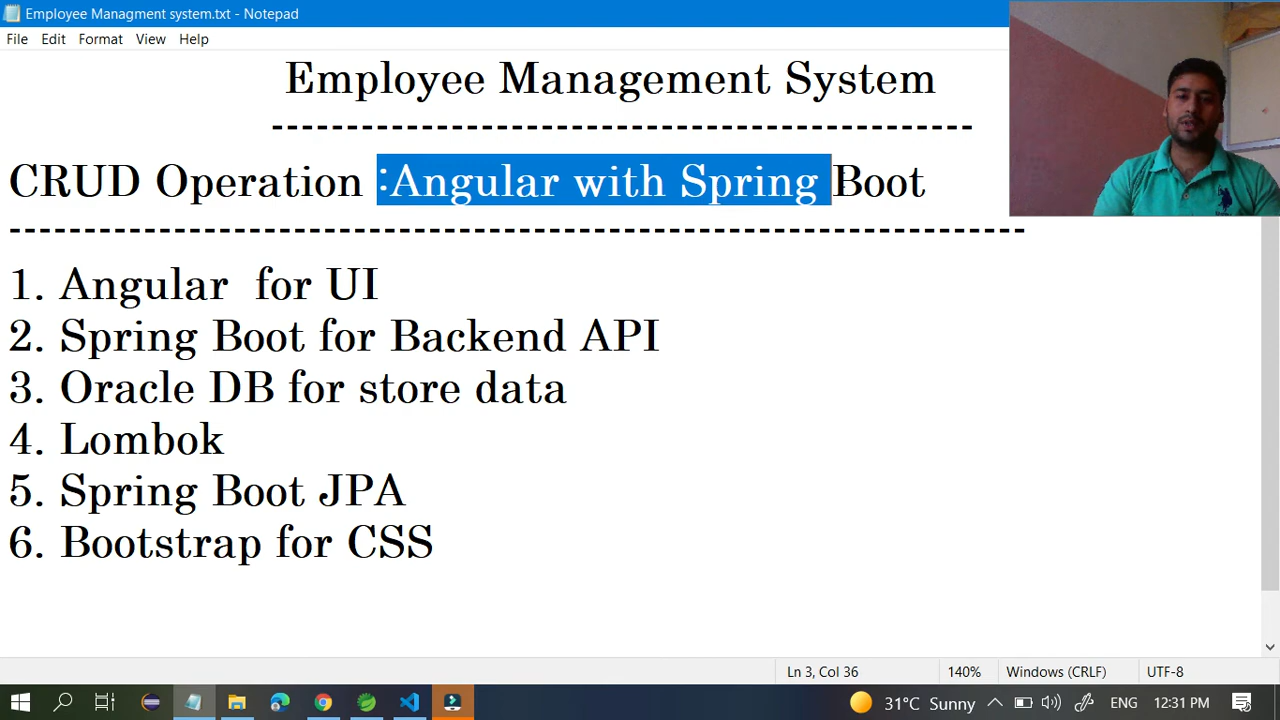 Employee Managment system.txt - Notepad
File Edit Format View Help
Employee Management System
--------------------------------------------------
CRUD Operation :Angular with Spring Boot
-------------------------------------------------------------------------
1. Angular  for UI
2. Spring Boot for Backend API
3. Oracle DB for store data
4. Lombok
5. Spring Boot JPA
6. Bootstrap for CSS
Ln 3, Col 36 140% Windows (CRLF) UTF-8
31°C Sunny ENG 12:31 PM